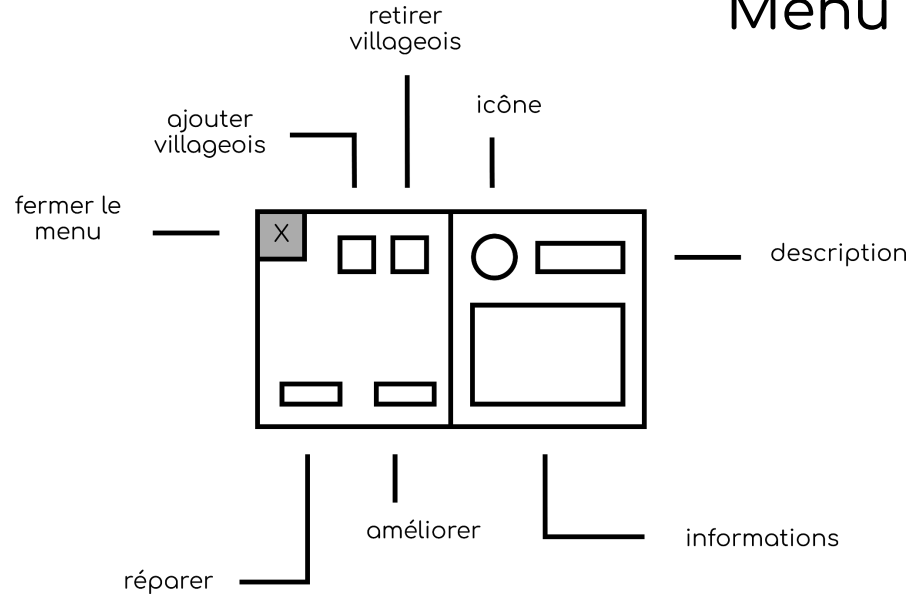 Menu
retirer
villageois
icône
ajouter
villageois
fermer le
menu
X
description
améliorer
informations
réparer